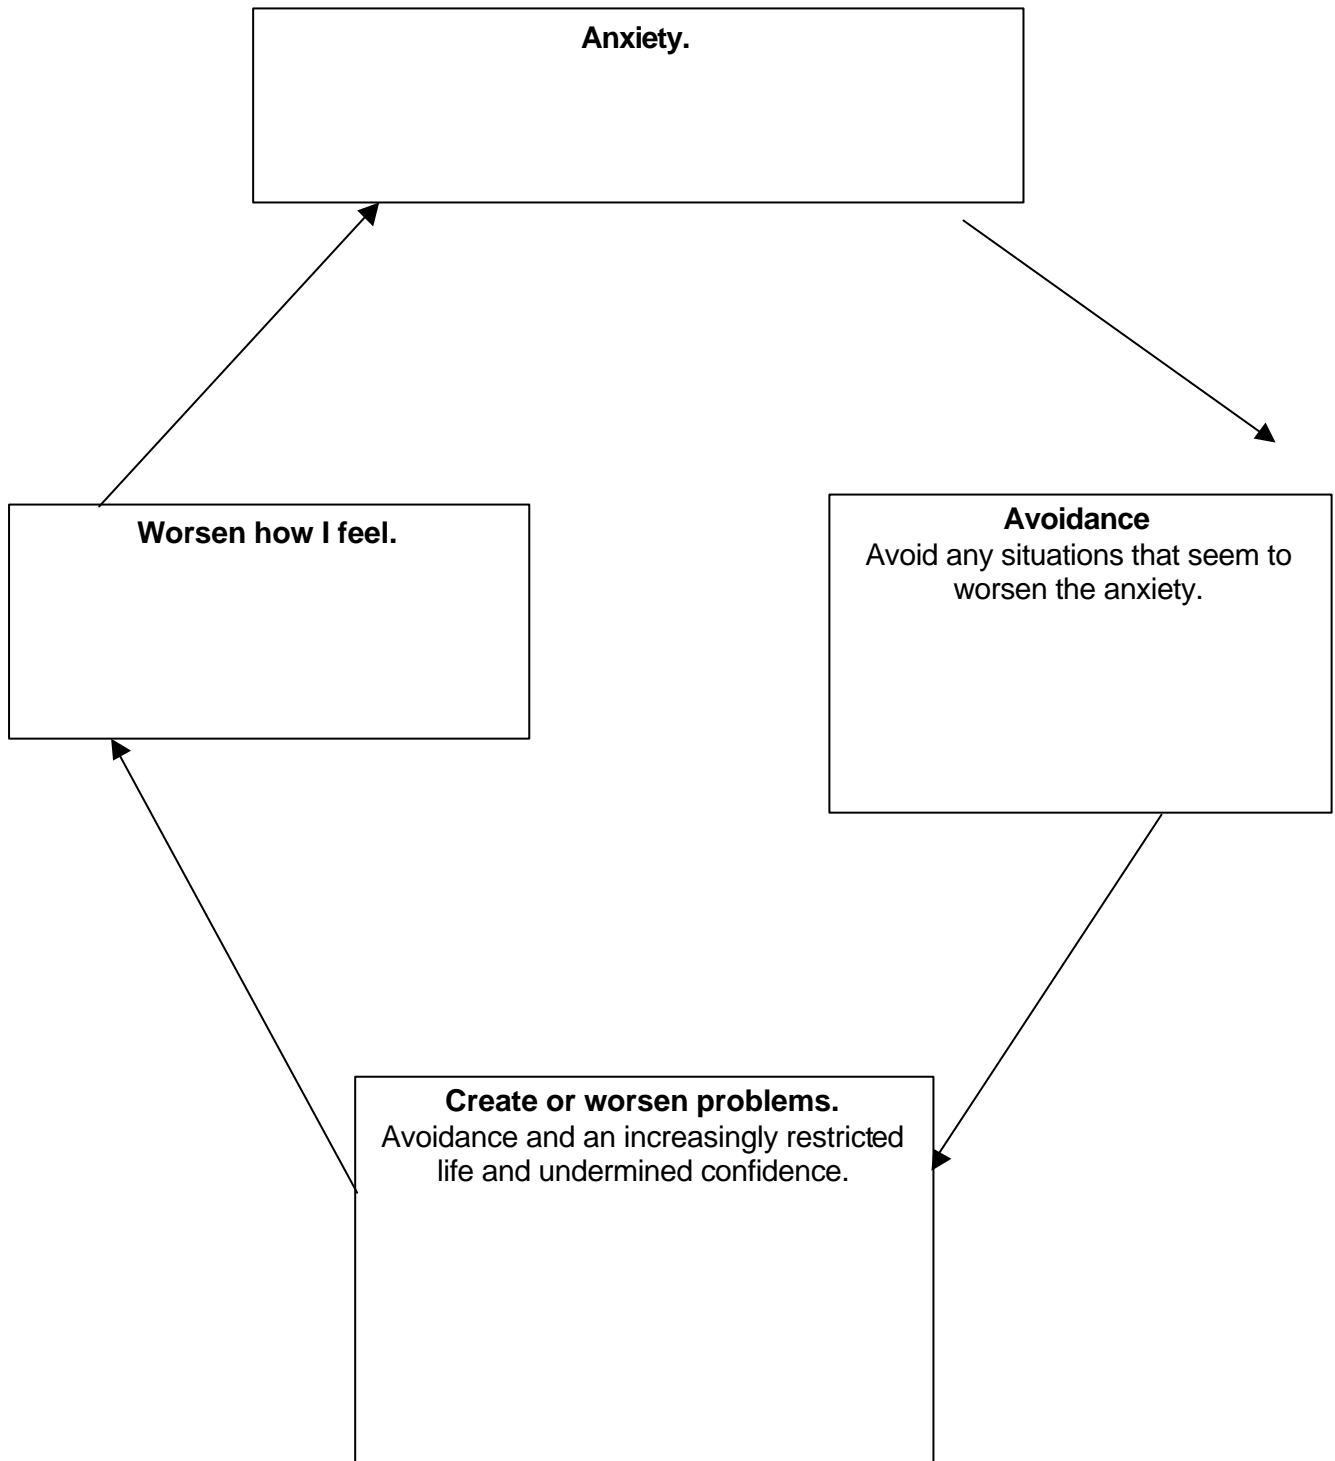 Anxiety.
Worsen how I feel.
Avoidance
Avoid any situations that seem to
worsen the anxiety.
Create or worsen problems.
Avoidance and an increasingly restricted
life and undermined confidence.